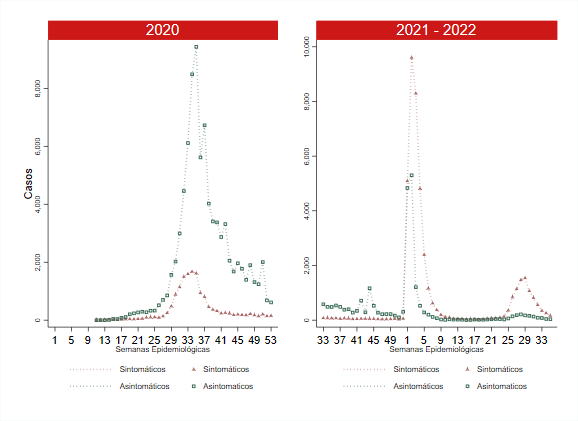 2020
2021 - 2022
Casos
8,000
6,000
4,000
2,000
0
1 5 9 13 17 21 25 29 33 37 41 45 49 53
Semanas Epidemiológicas
Sintomáticos Sintomáticos
Asintomáticos Asintomaticos
10,000
8,000
6,000
4,000
2,000
0
33 37 41 45 49 1 5 9 13 17 21 25 29 33
Semanas Epidemiológicas
Sintomáticos Sintomáticos
Asintomáticos Asintomaticos